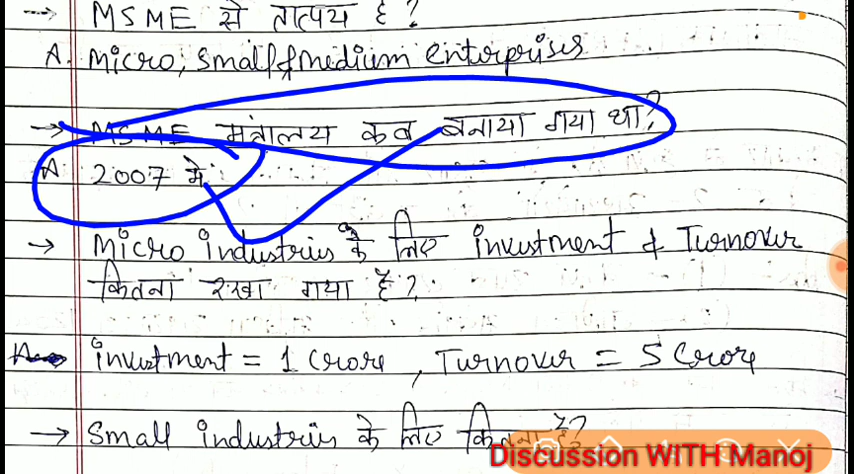 → MSME से तात्पर्य है?
A. Micro, small & medium enterprises
→ MSME मंत्रालय कब बनाया गया था?
A 2007 में
→ Micro industries के लिए investment & Turnover
कितना रखा गया है?
investment = 1 Crore, Turnover = 5 Crore
→ Small industries के लिए कितना है?
Discussion WITH Manoj